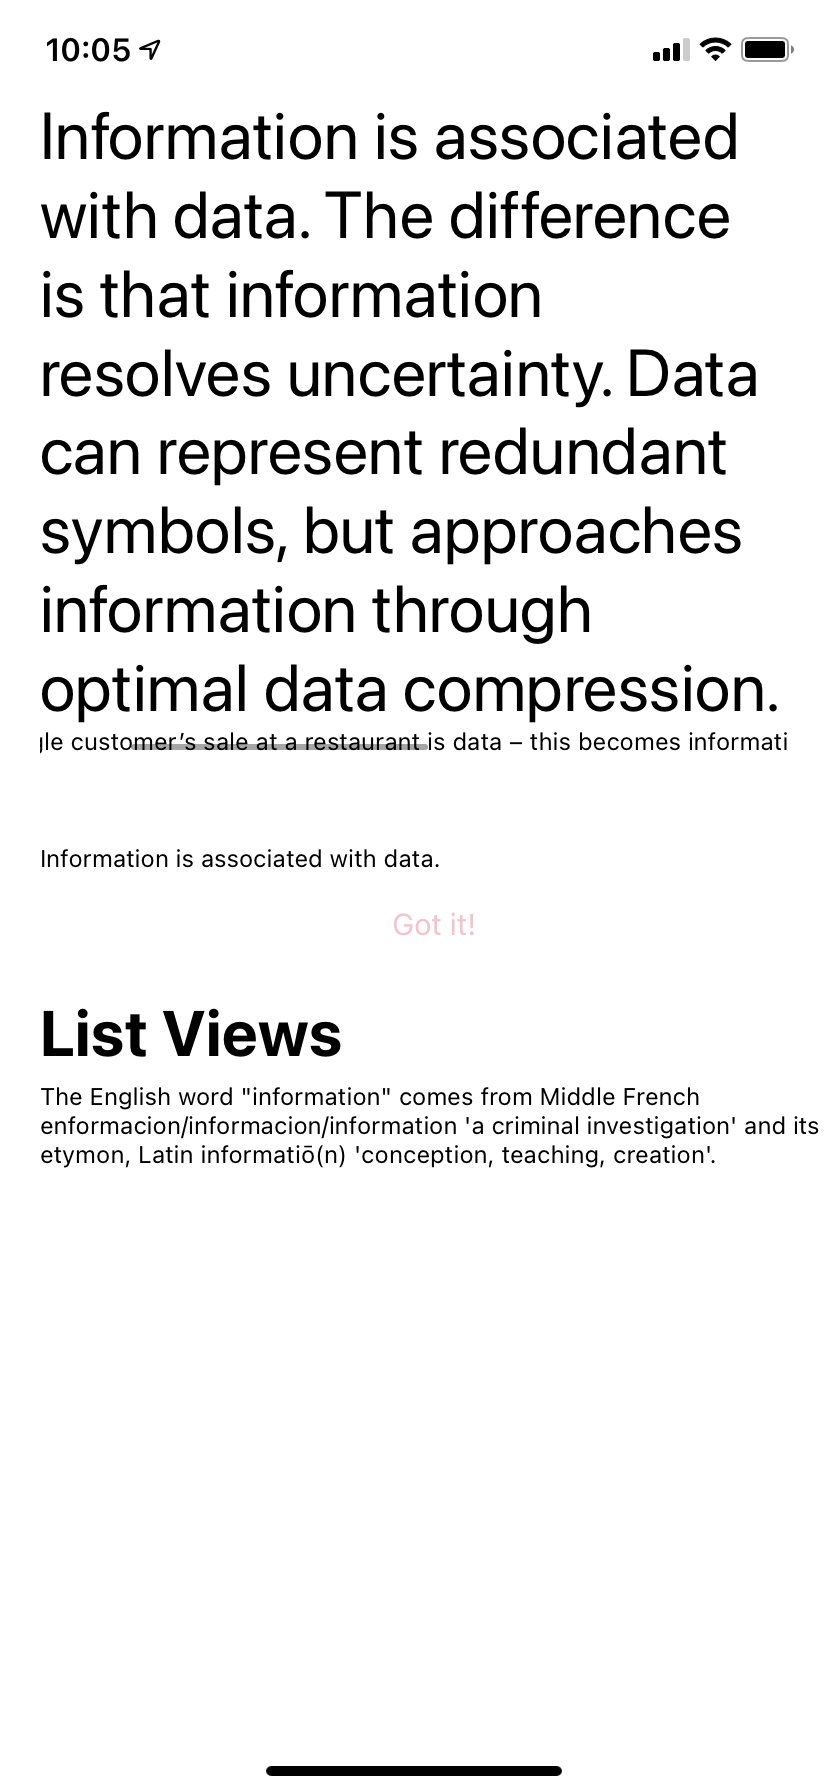 10:05
Information is associated
with data. The difference
is that information
resolves uncertainty. Data
can represent redundant
symbols, but approaches
information through
optimal data compression.
le customer’s sale at a restaurant is data – this becomes informati
Information is associated with data.
Got it!
List Views
The English word "information" comes from Middle French
enformacion/informacion/information 'a criminal investigation' and its
etymon, Latin informatiō(n) 'conception, teaching, creation'.